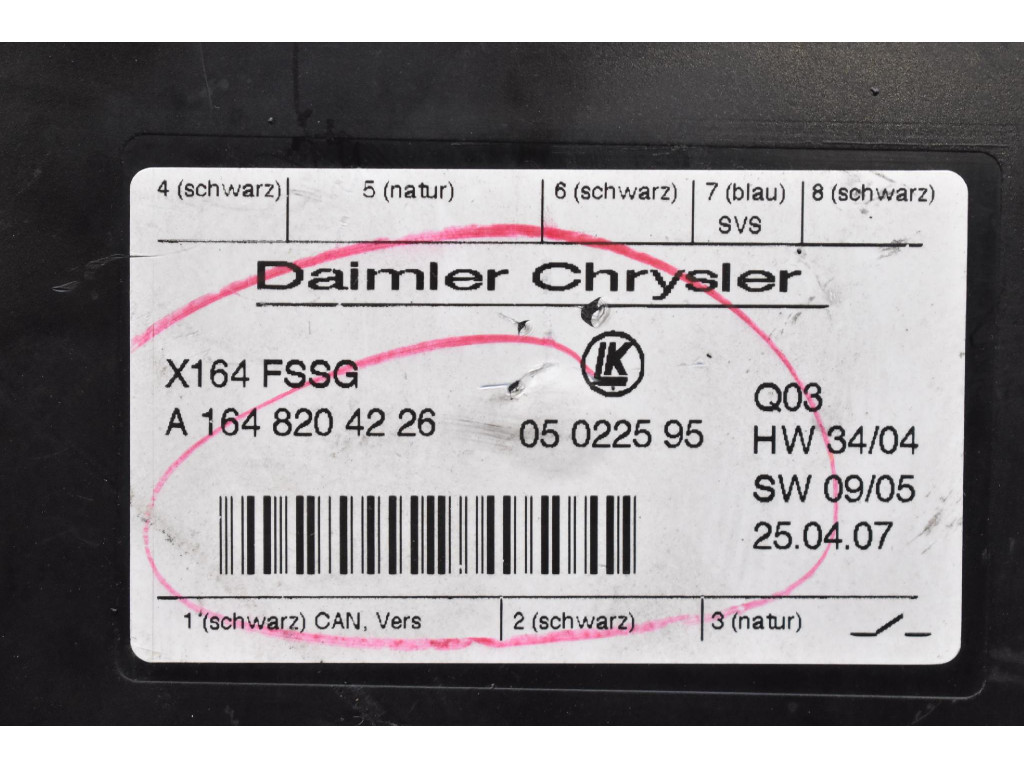 4 (schwarz) 5 (natur) 6 (schwarz) 7 (blau) 8 (schwarz)
SVS
Daimler Chrysler
LK
X164 FSSG
A 164 820 42 26
05 0225 95
Q03
HW 34/04
SW 09/05
25.04.07
1 (schwarz) CAN, Vers 2 (schwarz) 3 (natur)